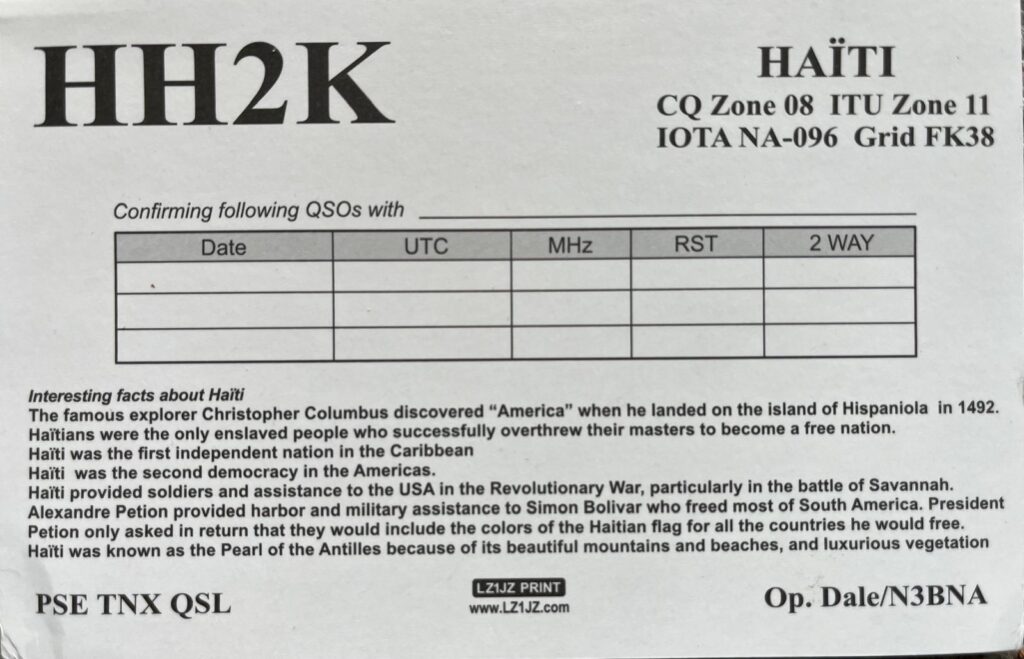 HH2K
HAÏTI
CQ Zone 08 ITU Zone 11
IOTA NA-096 Grid FK38
Confirming following QSOs with
Date UTC MHz RST 2 WAY
Interesting facts about Haïti
The famous explorer Christopher Columbus discovered “America” when he landed on the island of Hispaniola in 1492.
Haïtians were the only enslaved people who successfully overthrew their masters to become a free nation.
Haïti was the first independent nation in the Caribbean
Haïti was the second democracy in the Americas.
Haïti provided soldiers and assistance to the USA in the Revolutionary War, particularly in the battle of Savannah.
Alexandre Petion provided harbor and military assistance to Simon Bolivar who freed most of South America. President
Petion only asked in return that they would include the colors of the Haitian flag for all the countries he would free.
Haïti was known as the Pearl of the Antilles because of its beautiful mountains and beaches, and luxurious vegetation
PSE TNX QSL
LZ1JZ PRINT
www.LZ1JZ.com
Op. Dale/N3BNA